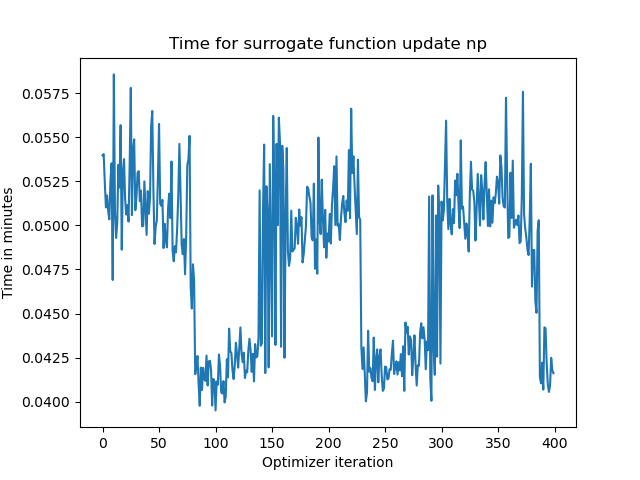 Time for surrogate function update np
Time in minutes
0.0575
0.0550
0.0525
0.0500
0.0475
0.0450
0.0425
0.0400
0 50 100 150 200 250 300 350 400
Optimizer iteration